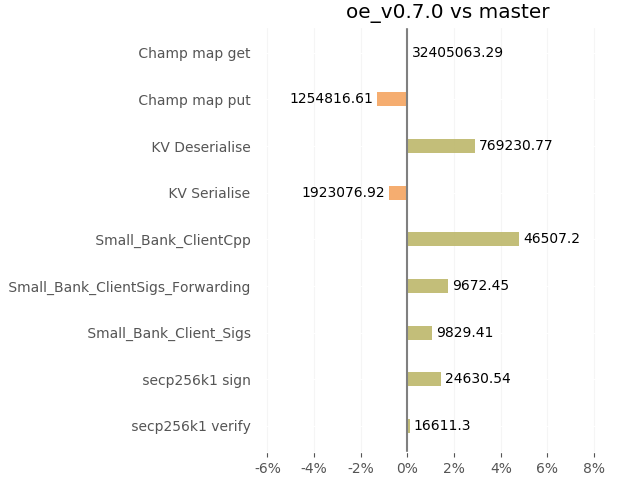 oe_v0.7.0 vs master
Champ map get 32405063.29
Champ map put 1254816.61
KV Deserialise 769230.77
KV Serialise 1923076.92
Small_Bank_ClientCpp 46507.2
Small_Bank_ClientSigs_Forwarding 9672.45
Small_Bank_Client_Sigs 9829.41
secp256k1 sign 24630.54
secp256k1 verify 16611.3
-6% -4% -2% 0% 2% 4% 6% 8%